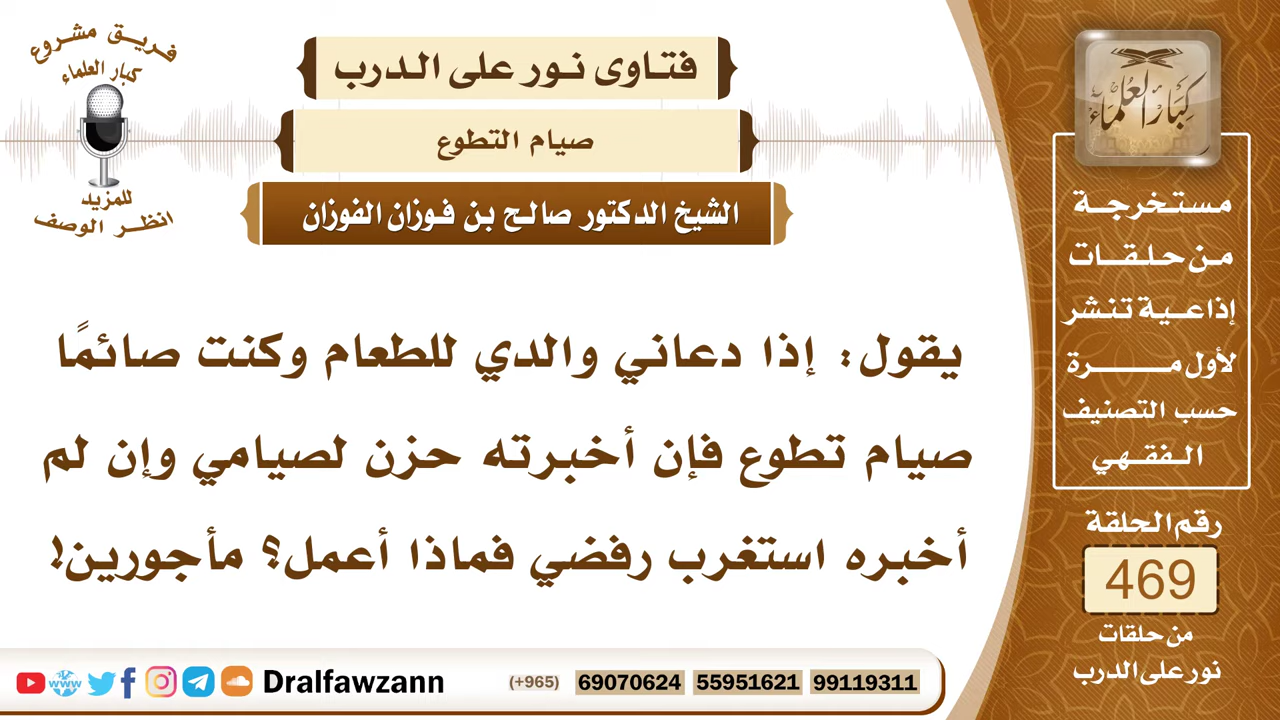 فريق مشروع
كبار العلماء
للمزيد
انظر الوصف
فتاوى نور على الدرب
صيام التطوع
الشيخ الدكتور صالح بن فوزان الفوزان
يقول: إذا دعاني والدي للطعام وكنت صائمًا
صيام تطوع فإن أخبرته حزن لصيامي وإن لم
أخبره استغرب رفضي فماذا أعمل؟ مأجورين!
كبار العلماء
مستخرجة
من حلقات
إذاعية تنشر
لأول مرة
حسب التصنيف
الفقهي
رقم الحلقة
469
من حلقات
نور على الدرب
www
Dralfawzann (+965) 69070624 55951621 99119311